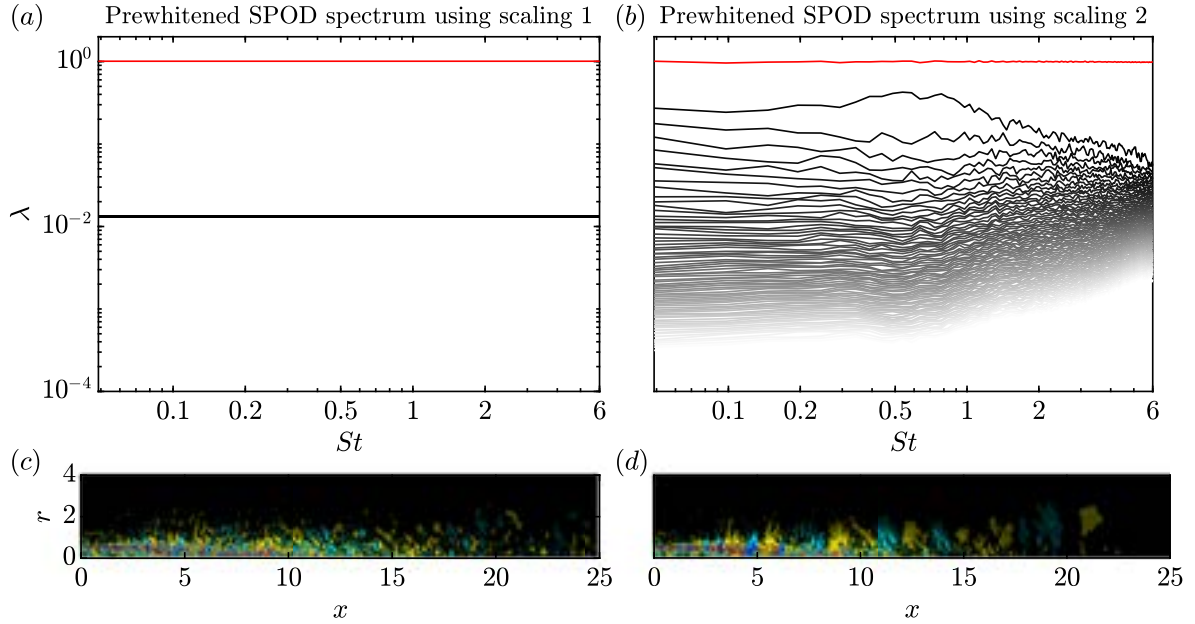 (a) Prewhitened SPOD spectrum using scaling 1
(b) Prewhitened SPOD spectrum using scaling 2
10^0
λ
10^-2
10^-4
0.1 0.2 0.5 1 2 6
St
0.1 0.2 0.5 1 2 6
St
(c)
(d)
4
r
2
0
0 5 10 15 20 25
x
0 5 10 15 20 25
x